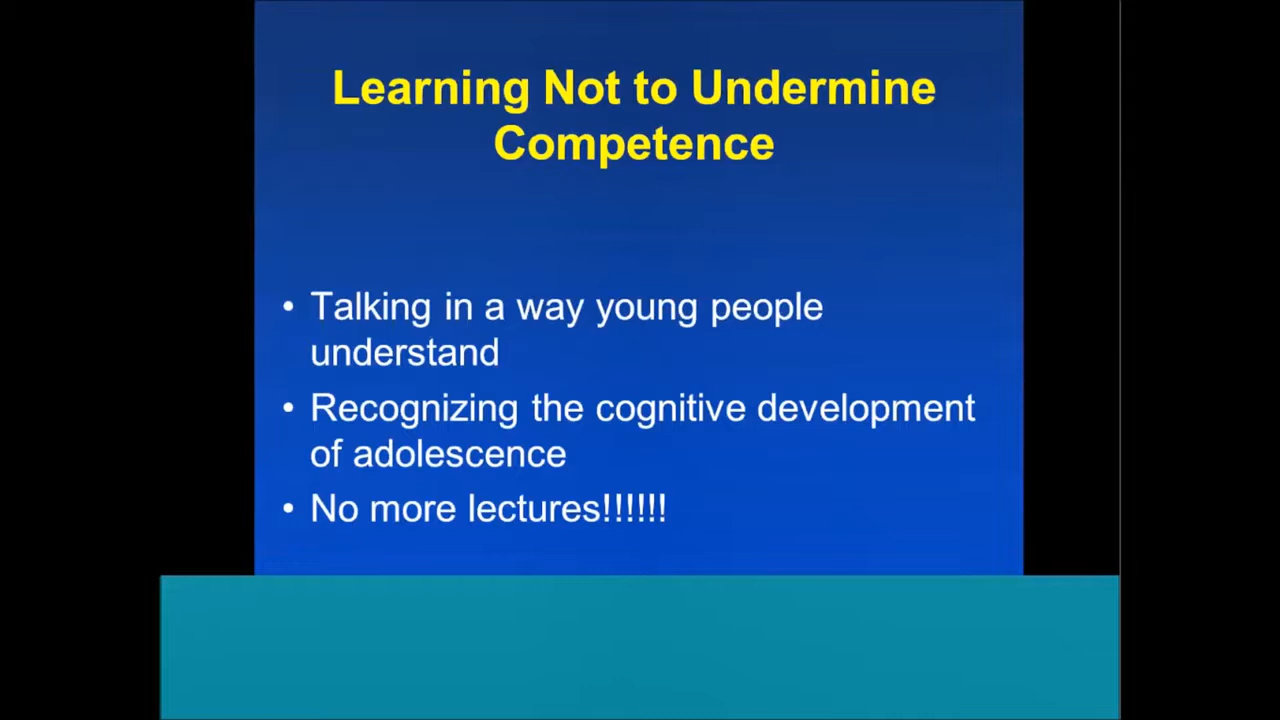 Learning Not to Undermine
Competence
• Talking in a way young people
understand
• Recognizing the cognitive development
of adolescence
• No more lectures!!!!!!